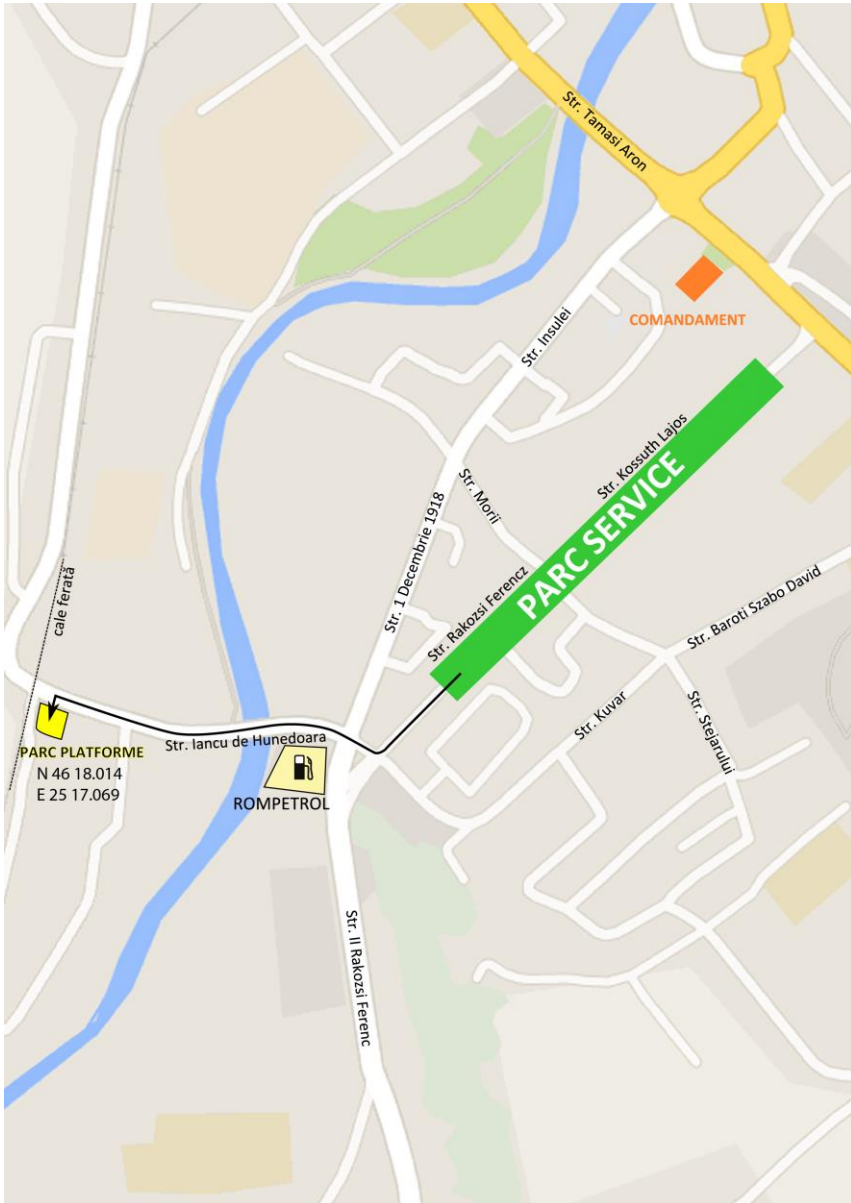 Str. Tamasi Aron
COMANDAMENT
Str. Insulei
Str. Kossuth Lajos
Str. Morii
PARC SERVICE
Str. 1 Decembrie 1918
Str. Rakozsi Ferencz
Str. Baroti Szabo David
cale ferată
Str. Kuvar
Str. Stejarului
PARC PLATFORME
N 46 18.014
E 25 17.069
Str. Iancu de Hunedoara
ROMPETROL
Str. II Rakozsi Ferenc